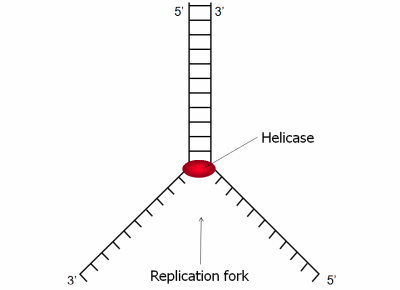 5’ 3’
Helicase
3’ Replication fork 5’